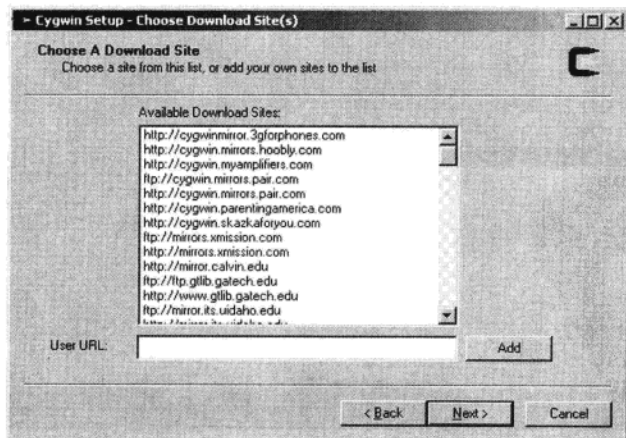 Cygwin Setup - Choose Download Site(s)
Choose A Download Site
Choose a site from this list, or add your own sites to the list
Available Download Sites:
http://cygwinmirror.3gforphones.com
http://cygwin.mirrors.hoobly.com
http://cygwin.myamplifiers.com
ftp://cygwin.mirrors.pair.com
http://cygwin.mirrors.pair.com
http://cygwin.parentingamerica.com
http://cygwin.skazkaforyou.com
ftp://mirrors.xmission.com
http://mirrors.xmission.com
http://mirror.calvin.edu
ftp://ftp.gtlib.gatech.edu
http://www.gtlib.gatech.edu
ftp://mirror.its.uidaho.edu
User URL:
Add
< Back
Next >
Cancel